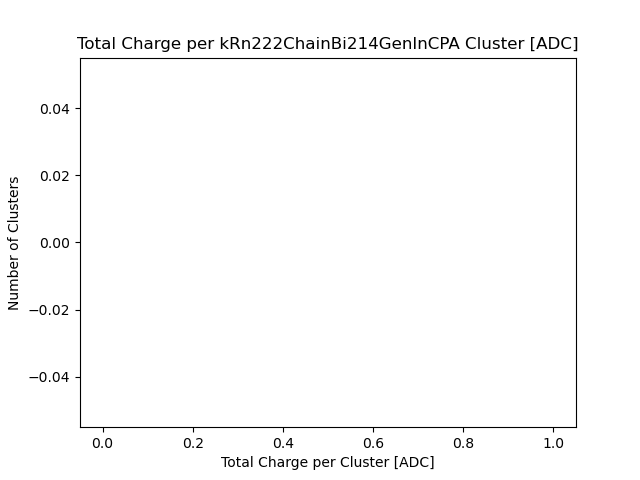 Total Charge per kRn222ChainBi214GenInCPA Cluster [ADC]
Number of Clusters
0.04
0.02
0.00
−0.02
−0.04
0.0 0.2 0.4 0.6 0.8 1.0
Total Charge per Cluster [ADC]